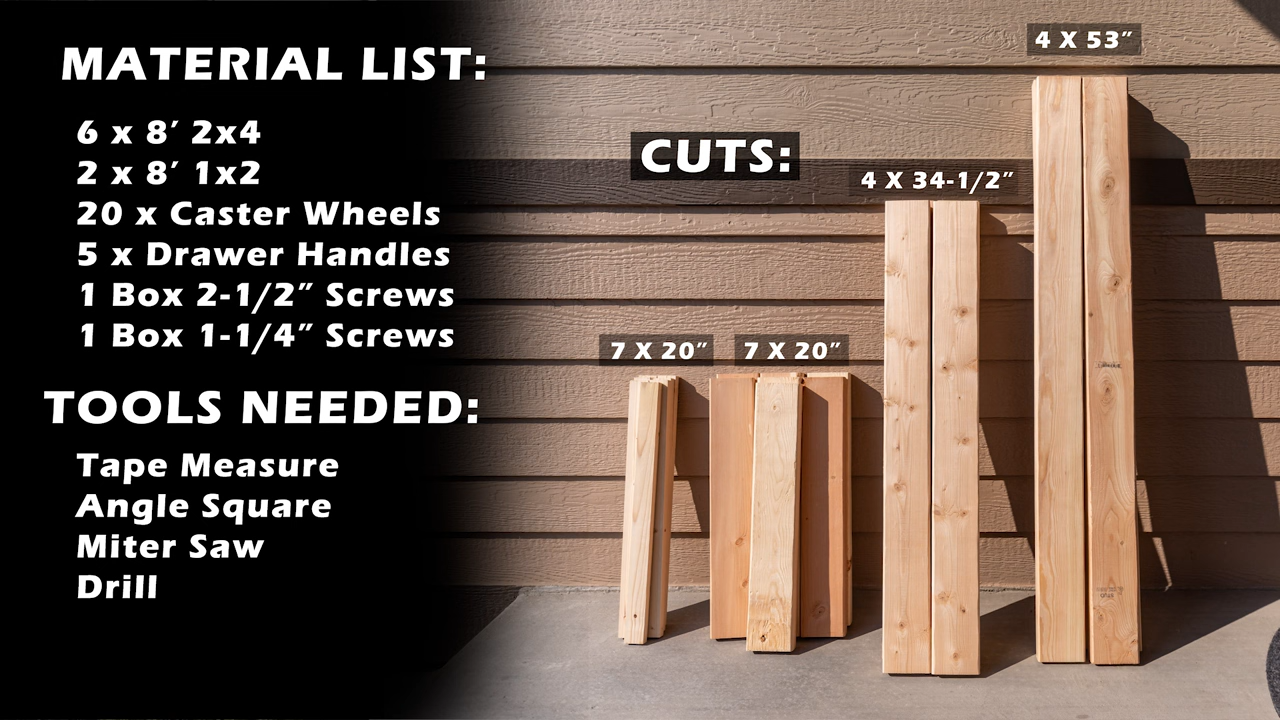 MATERIAL LIST:
6 x 8′ 2x4
2 x 8′ 1x2
20 x Caster Wheels
5 x Drawer Handles
1 Box 2-1/2″ Screws
1 Box 1-1/4″ Screws
TOOLS NEEDED:
Tape Measure
Angle Square
Miter Saw
Drill
CUTS:
7 X 20″
7 X 20″
4 X 34-1/2″
4 X 53″